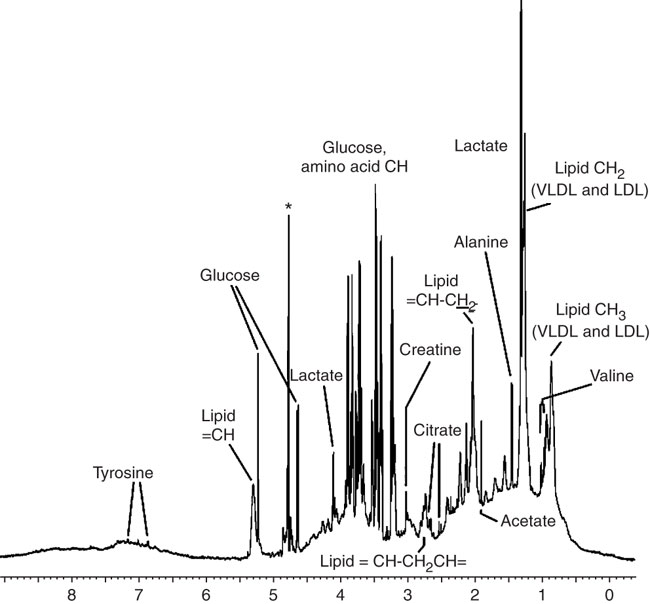 Lactate
Glucose,
amino acid CH
Lipid CH2
(VLDL and LDL)
*
Alanine
Glucose
Lipid
=CH-CH2-
Lipid CH3
(VLDL and LDL)
Creatine
Lactate
Valine
Lipid
=CH
Citrate
Tyrosine
Acetate
Lipid = CH-CH2CH=
8 7 6 5 4 3 2 1 0